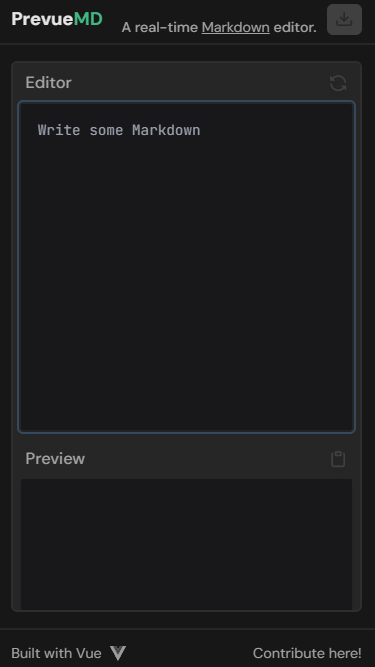 PrevueMD
A real-time Markdown editor.
Editor
Write some Markdown
Preview
Built with Vue
Contribute here!